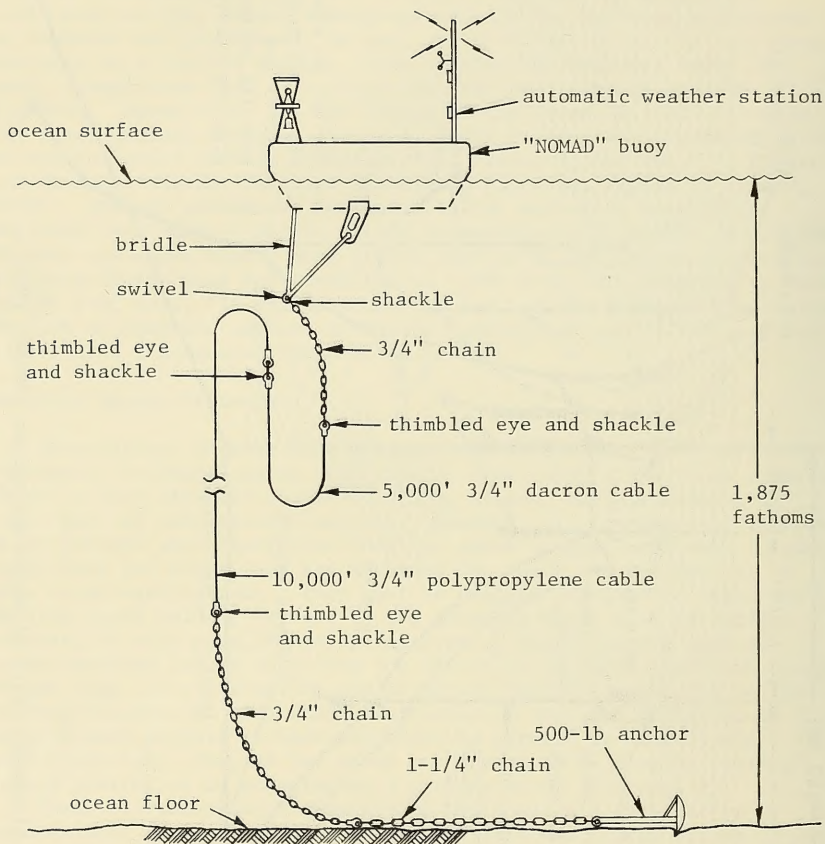 automatic weather station
ocean surface
"NOMAD" buoy
bridle
swivel
shackle
thimbled eye
and shackle
3/4" chain
thimbled eye and shackle
5,000' 3/4" dacron cable
1,875
fathoms
10,000' 3/4" polypropylene cable
thimbled eye
and shackle
3/4" chain
500-lb anchor
1-1/4" chain
ocean floor